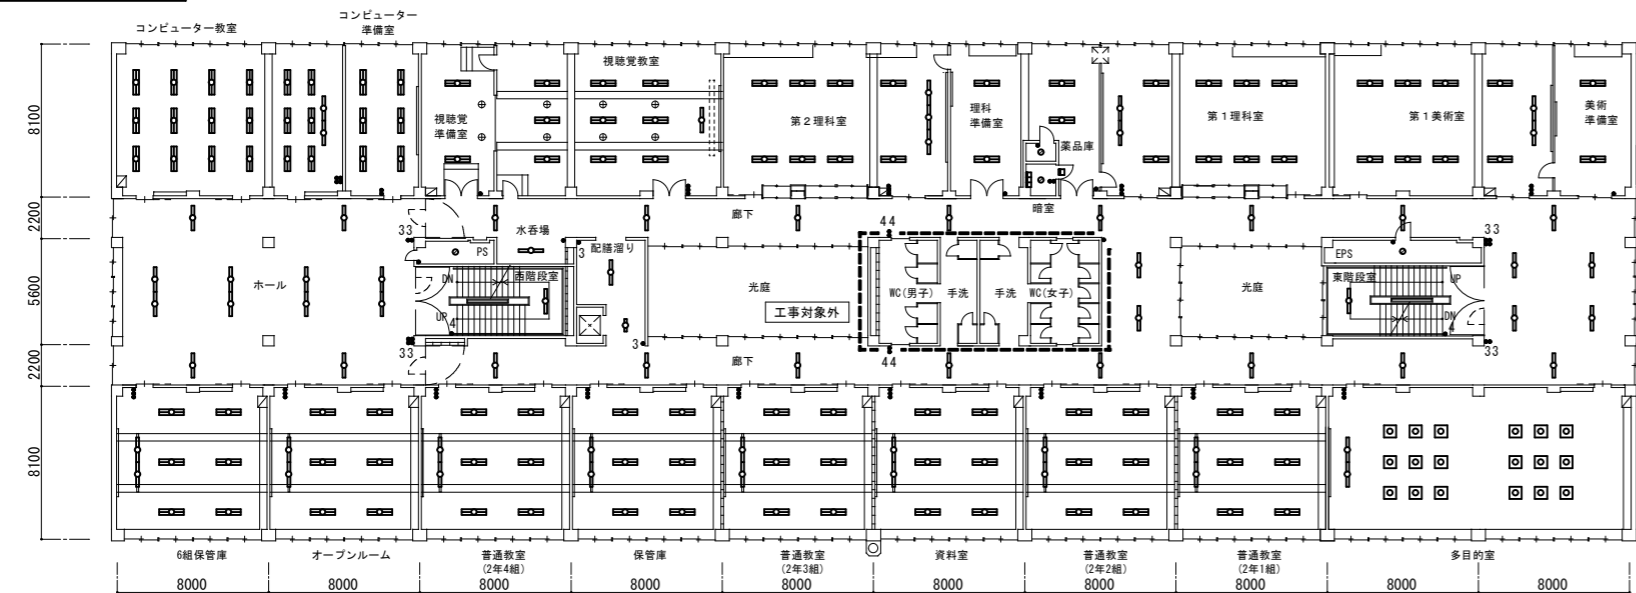 コンピューター教室
コンピューター
準備室
視聴覚教室
視聴覚
準備室
第2理科室
理科
準備室
薬品庫
第1理科室
第1美術室
美術
準備室
8100
2200
5600
2200
8100
廊下
暗室
水呑場
配膳溜り
33
44
33
3
PS
EPS
DN
UP
4
西階段室
ホール
光庭
工事対象外
WC(男子)
手洗
手洗
WC(女子)
光庭
東階段室
UP
DN
4
33
3
44
33
廊下
6組保管庫
オープンルーム
普通教室
(2年4組)
保管庫
普通教室
(2年3組)
資料室
普通教室
(2年2組)
普通教室
(2年1組)
多目的室
8000
8000
8000
8000
8000
8000
8000
8000
8000
8000